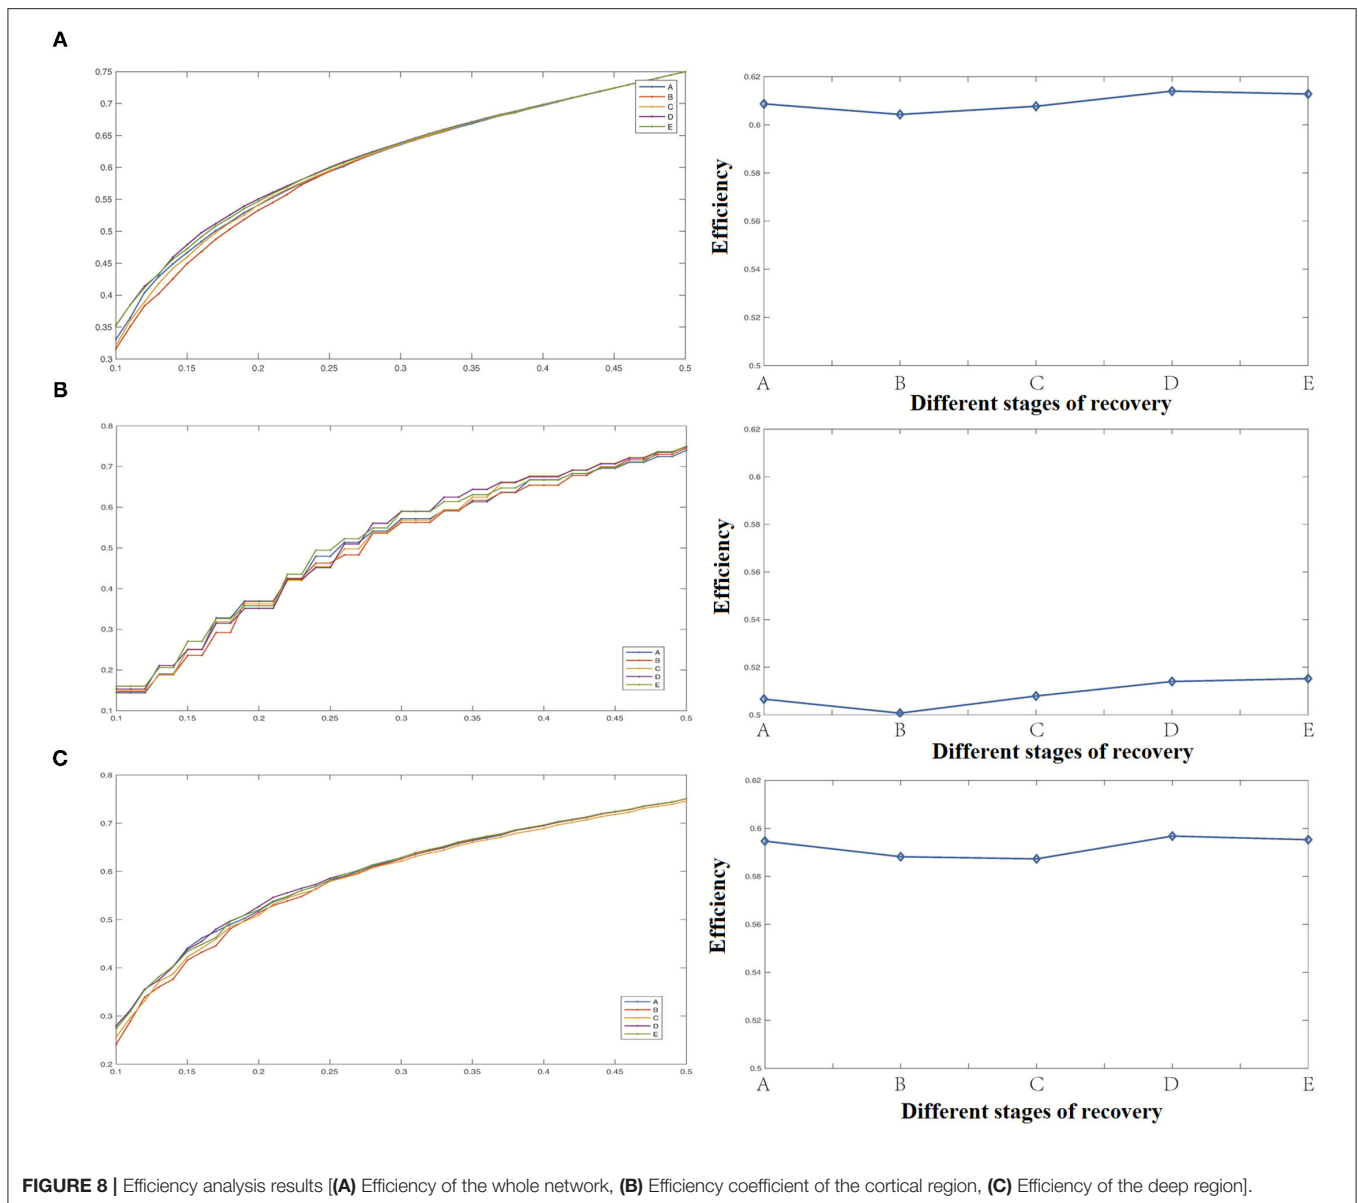 A
0.75
0.7
0.65
0.6
0.55
0.5
0.45
0.4
0.35
0.3
0.1
0.15
0.2
0.25
0.3
0.35
0.4
0.45
0.5
A
B
C
D
E
Efficiency
0.62
0.6
0.58
0.56
0.54
0.52
0.5
A
B
C
D
E
Different stages of recovery
B
0.8
0.7
0.6
0.5
0.4
0.3
0.2
0.1
0.1
0.15
0.2
0.25
0.3
0.35
0.4
0.45
0.5
A
B
C
D
E
Efficiency
0.62
0.6
0.58
0.56
0.54
0.52
0.5
A
B
C
D
E
Different stages of recovery
C
0.8
0.7
0.6
0.5
0.4
0.3
0.2
0.1
0.15
0.2
0.25
0.3
0.35
0.4
0.45
0.5
A
B
C
D
E
Efficiency
0.62
0.6
0.58
0.56
0.54
0.52
0.5
A
B
C
D
E
Different stages of recovery
FIGURE 8 | Efficiency analysis results [(A) Efficiency of the whole network, (B) Efficiency coefficient of the cortical region, (C) Efficiency of the deep region].